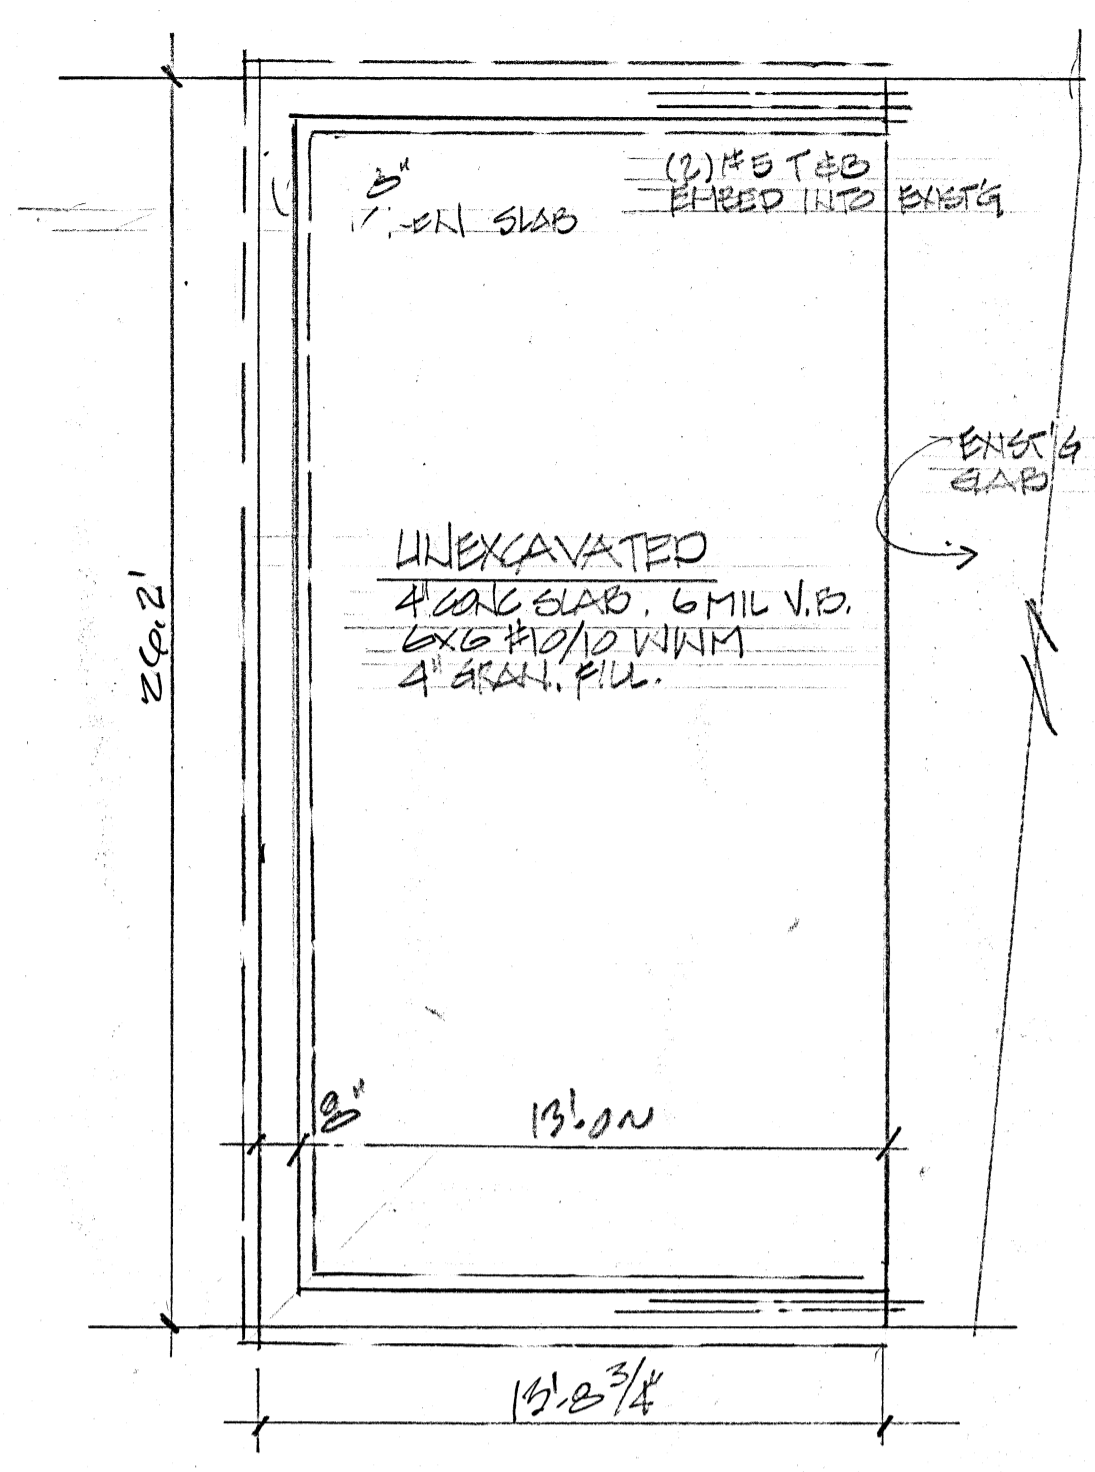 (2) #5 T&B
EMBED INTO EXIST'G
8"
SLAB
EXIST'G
UNEXCAVATED
4" CONC SLAB. 6 MIL V.B.
6X6 #10/10 WWM
4" GRAN. FILL.
26.2'
8"
13'-0"
13'-8 3/4"